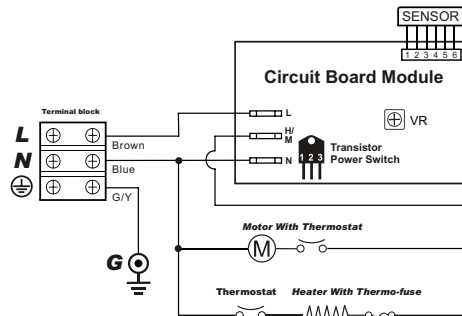 SENSOR
1 2 3 4 5 6
Circuit Board Module
Terminal block
L
N
Brown
Blue
G/Y
G
L
H/
M
N
1 2 3
Transistor
Power Switch
VR
Motor With Thermostat
M
Thermostat Heater With Thermo-fuse